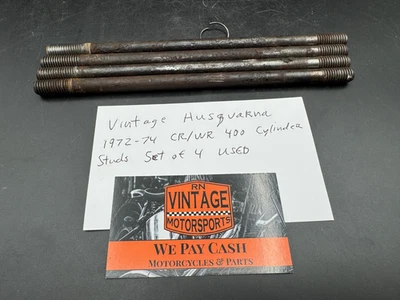 Vintage Husqvarna
1972-74 CR/WR 400 Cylinder
Studs Set of 4 USED
RN
VINTAGE
MOTORSPORTS
WE PAY CASH
MOTORCYCLES & PARTS